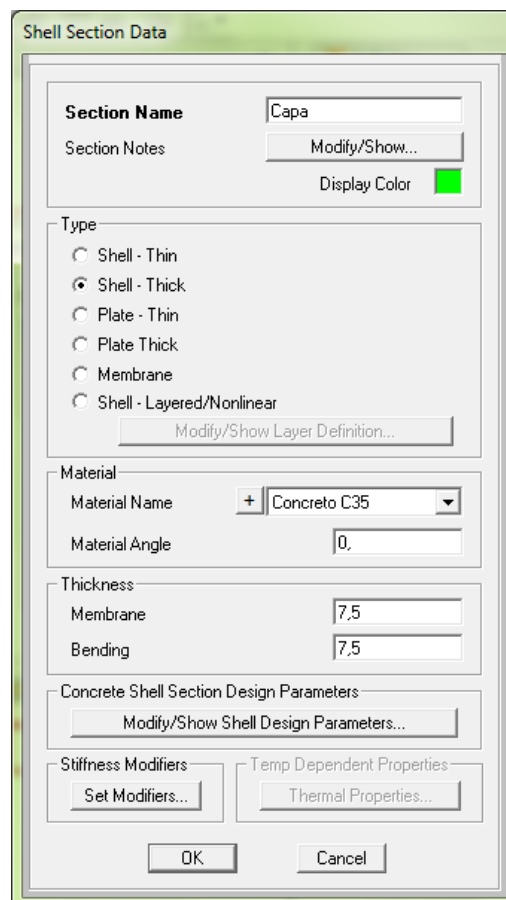 Shell Section Data
Section Name Capa
Section Notes Modify/Show...
Display Color
Type
Shell - Thin
Shell - Thick
Plate - Thin
Plate Thick
Membrane
Shell - Layered/Nonlinear
Modify/Show Layer Definition...
Material
Material Name + Concreto C35
Material Angle 0,
Thickness
Membrane 7,5
Bending 7,5
Concrete Shell Section Design Parameters
Modify/Show Shell Design Parameters...
Stiffness Modifiers Temp Dependent Properties
Set Modifiers... Thermal Properties...
OK Cancel